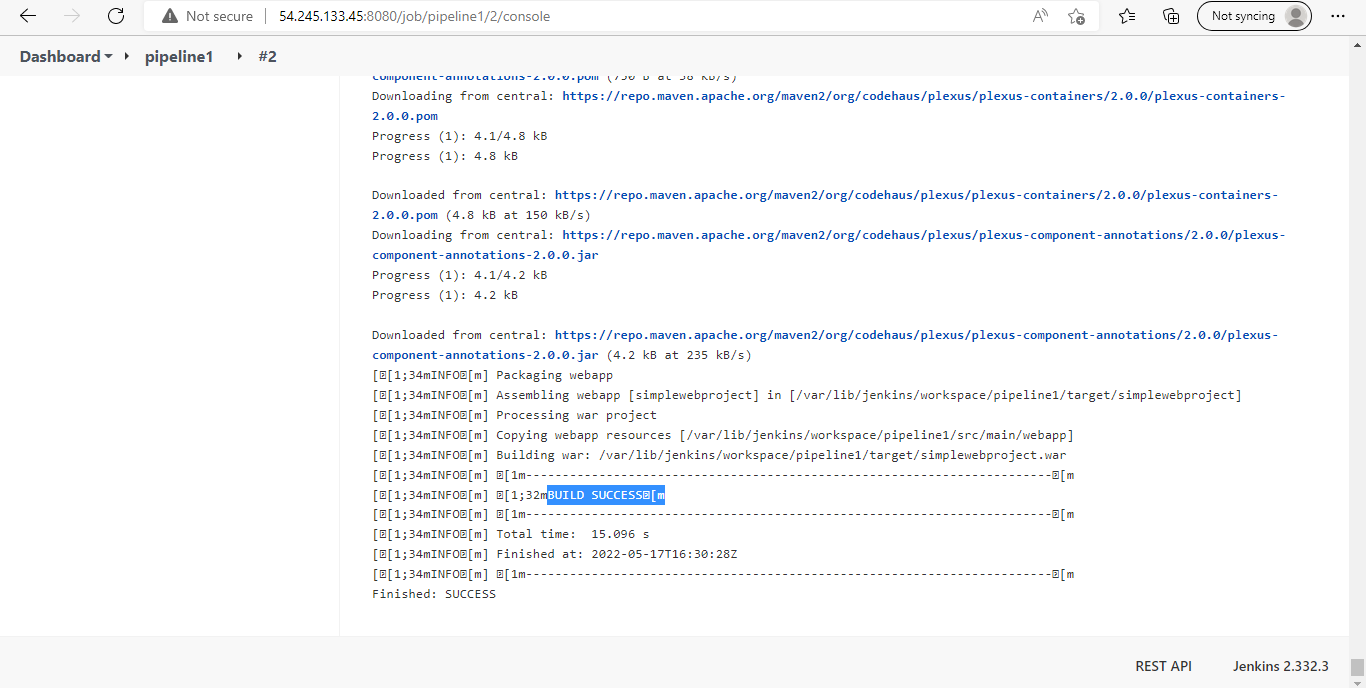 Not secure
54.245.133.45:8080/job/pipeline1/2/console
Not syncing
Dashboard
pipeline1
#2
component-annotations-2.0.0.pom (750 B at 58 kB/s)
Downloading from central: https://repo.maven.apache.org/maven2/org/codehaus/plexus/plexus-containers/2.0.0/plexus-containers-
2.0.0.pom
Progress (1): 4.1/4.8 kB
Progress (1): 4.8 kB
Downloaded from central: https://repo.maven.apache.org/maven2/org/codehaus/plexus/plexus-containers/2.0.0/plexus-containers-
2.0.0.pom (4.8 kB at 150 kB/s)
Downloading from central: https://repo.maven.apache.org/maven2/org/codehaus/plexus/plexus-component-annotations/2.0.0/plexus-
component-annotations-2.0.0.jar
Progress (1): 4.1/4.2 kB
Progress (1): 4.2 kB
Downloaded from central: https://repo.maven.apache.org/maven2/org/codehaus/plexus/plexus-component-annotations/2.0.0/plexus-
component-annotations-2.0.0.jar (4.2 kB at 235 kB/s)
[[1;34mINFO[m] Packaging webapp
[[1;34mINFO[m] Assembling webapp [simplewebproject] in [/var/lib/jenkins/workspace/pipeline1/target/simplewebproject]
[[1;34mINFO[m] Processing war project
[[1;34mINFO[m] Copying webapp resources [/var/lib/jenkins/workspace/pipeline1/src/main/webapp]
[[1;34mINFO[m] Building war: /var/lib/jenkins/workspace/pipeline1/target/simplewebproject.war
[[1;34mINFO[m] [1m------------------------------------------------------------------------[m
[[1;34mINFO[m] [1;32mBUILD SUCCESS[m
[[1;34mINFO[m] [1m------------------------------------------------------------------------[m
[[1;34mINFO[m] Total time:  15.096 s
[[1;34mINFO[m] Finished at: 2022-05-17T16:30:28Z
[[1;34mINFO[m] [1m------------------------------------------------------------------------[m
Finished: SUCCESS
REST API
Jenkins 2.332.3